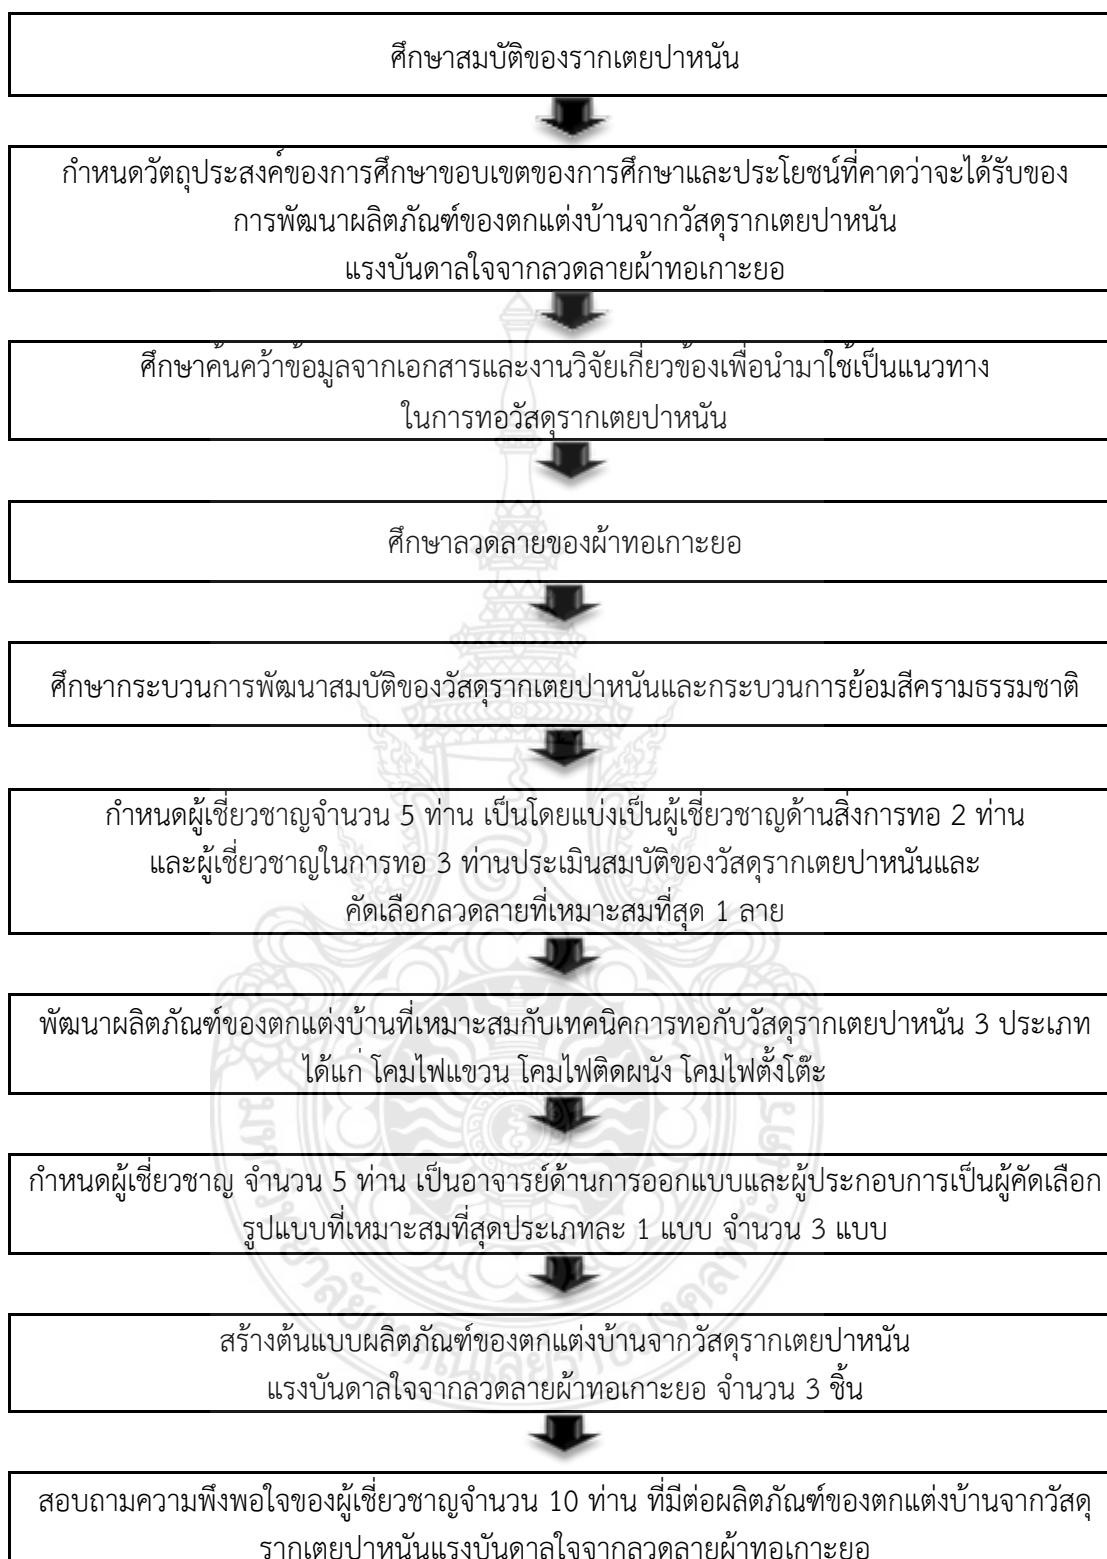 ศึกษาสมบัติของรากเตยปาหนัน
กำหนดวัตถุประสงค์ของการศึกษาขอบเขตของการศึกษาและประโยชน์ที่คาดว่าจะได้รับของ
การพัฒนาผลิตภัณฑ์ของตกแต่งบ้านจากวัสดุรากเตยปาหนัน
แรงบันดาลใจจากลวดลายผ้าทอเกาะยอ
ศึกษาค้นคว้าข้อมูลจากเอกสารและงานวิจัยเกี่ยวข้องเพื่อนำมาใช้เป็นแนวทาง
ในการทอวัสดุรากเตยปาหนัน
ศึกษาลวดลายของผ้าทอเกาะยอ
ศึกษากระบวนการพัฒนาสมบัติของวัสดุรากเตยปาหนันและกระบวนการย้อมสีครามธรรมชาติ
กำหนดผู้เชี่ยวชาญจำนวน 5 ท่าน เป็นโดยแบ่งเป็นผู้เชี่ยวชาญด้านสิ่งการทอ 2 ท่าน
และผู้เชี่ยวชาญในการทอ 3 ท่านประเมินสมบัติของวัสดุรากเตยปาหนันและ
คัดเลือกลวดลายที่เหมาะสมที่สุด 1 ลาย
พัฒนาผลิตภัณฑ์ของตกแต่งบ้านที่เหมาะสมกับเทคนิคการทอกับวัสดุรากเตยปาหนัน 3 ประเภท
ได้แก่ โคมไฟแขวน โคมไฟติดผนัง โคมไฟตั้งโต๊ะ
กำหนดผู้เชี่ยวชาญ จำนวน 5 ท่าน เป็นอาจารย์ด้านการออกแบบและผู้ประกอบการเป็นผู้คัดเลือก
รูปแบบที่เหมาะสมที่สุดประเภทละ 1 แบบ จำนวน 3 แบบ
สร้างต้นแบบผลิตภัณฑ์ของตกแต่งบ้านจากวัสดุรากเตยปาหนัน
แรงบันดาลใจจากลวดลายผ้าทอเกาะยอ จำนวน 3 ชิ้น
สอบถามความพึงพอใจของผู้เชี่ยวชาญจำนวน 10 ท่าน ที่มีต่อผลิตภัณฑ์ของตกแต่งบ้านจากวัสดุ
รากเตยปาหนันแรงบันดาลใจจากลวดลายผ้าทอเกาะยอ
มหาวิทยาลัยเทคโนโลยีราชมงคลพระนคร